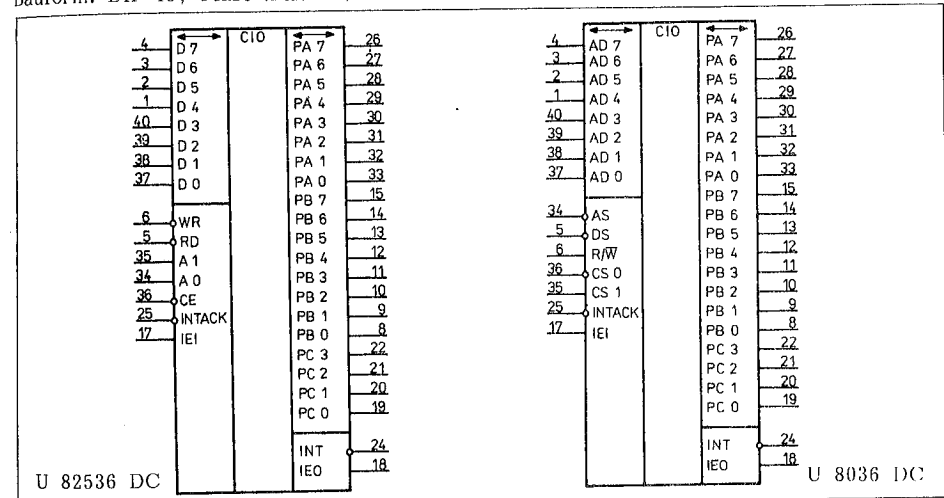 4 D 7 CIO PA 7 26
3 D 6 PA 6 27
2 D 5 PA 5 28
1 D 4 PA 4 29
40 D 3 PA 3 30
39 D 2 PA 2 31
38 D 1 PA 1 32
37 D 0 PA 0 33
PB 7 15
6 WR PB 6 14
5 RD PB 5 13
35 A 1 PB 4 12
34 A 0 PB 3 11
36 CE PB 2 10
25 INTACK PB 1 9
17 IEI PB 0 8
PC 3 22
PC 2 21
PC 1 20
PC 0 19
INT 24
IEO 18
U 82536 DC
4 AD 7 CIO PA 7 26
3 AD 6 PA 6 27
2 AD 5 PA 5 28
1 AD 4 PA 4 29
40 AD 3 PA 3 30
39 AD 2 PA 2 31
38 AD 1 PA 1 32
37 AD 0 PA 0 33
PB 7 15
34 AS PB 6 14
5 DS PB 5 13
6 R/W̅ PB 4 12
36 CS 0 PB 3 11
35 CS 1 PB 2 10
25 INTACK PB 1 9
17 IEI PB 0 8
PC 3 22
PC 2 21
PC 1 20
PC 0 19
INT 24
IEO 18
U 8036 DC